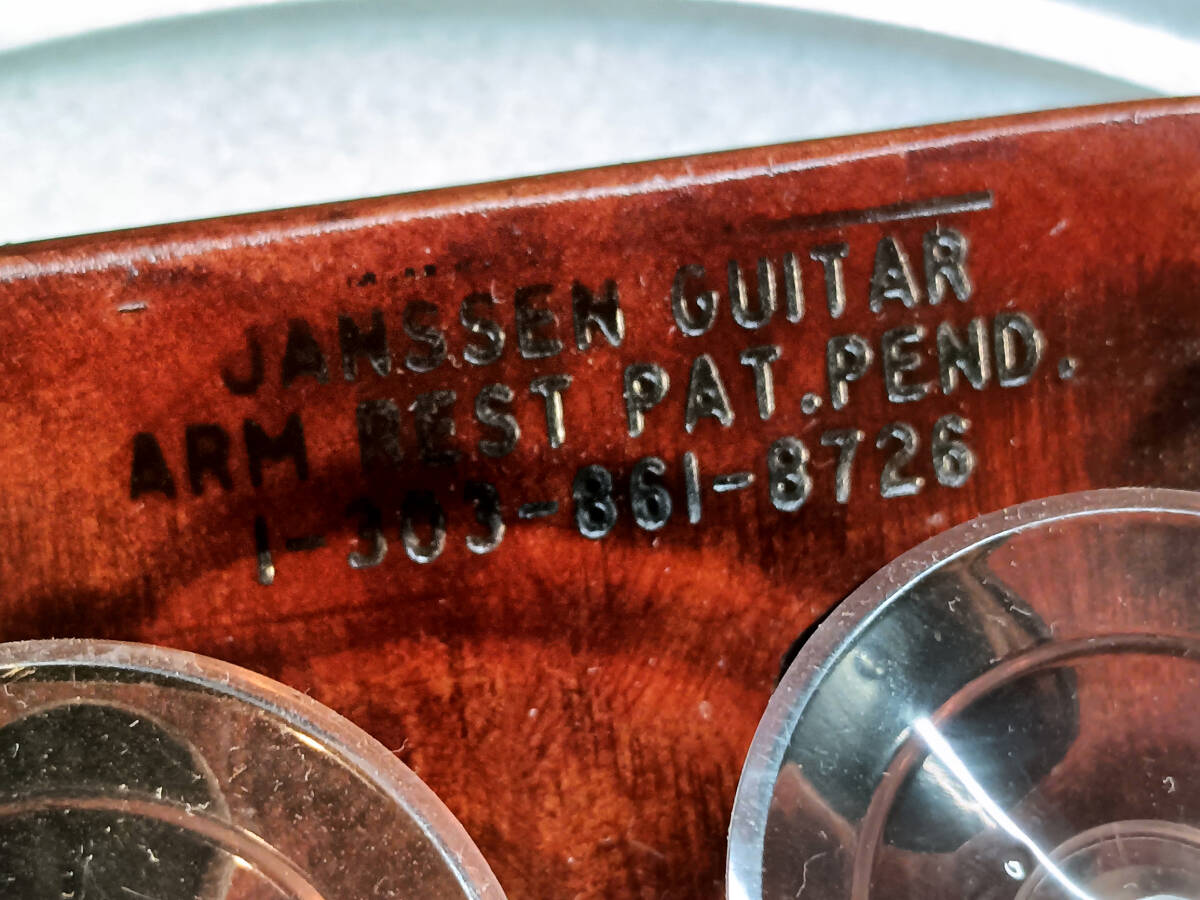 JANSSEN GUITAR
ARM REST PAT.PEND.
1-303-861-8726